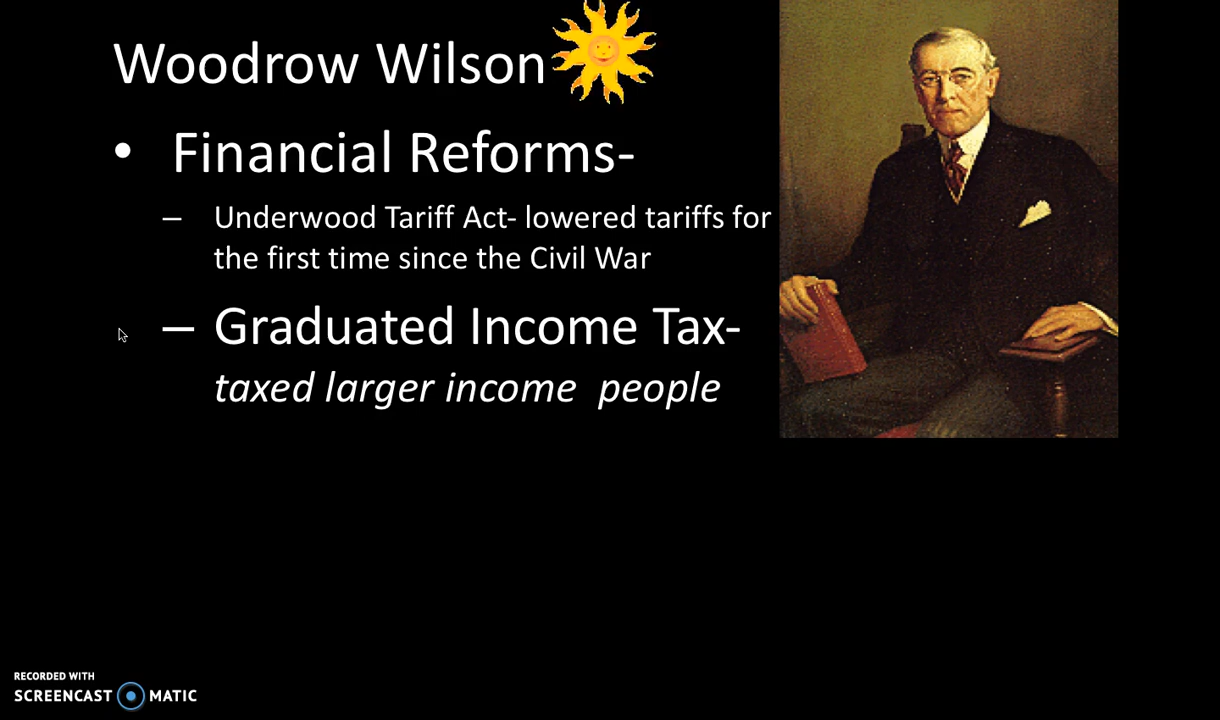 Woodrow Wilson
• Financial Reforms-
– Underwood Tariff Act- lowered tariffs for
the first time since the Civil War
– Graduated Income Tax-
taxed larger income people
RECORDED WITH
SCREENCAST MATIC